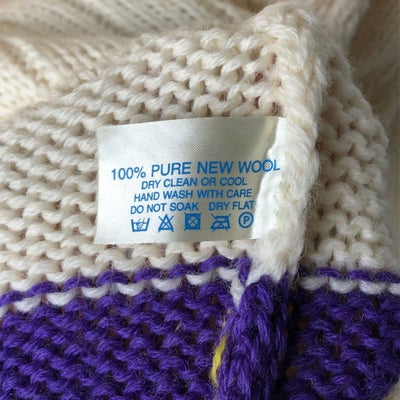 100% PURE NEW WOOL
DRY CLEAN OR COOL
HAND WASH WITH CARE
DO NOT SOAK DRY FLAT
P